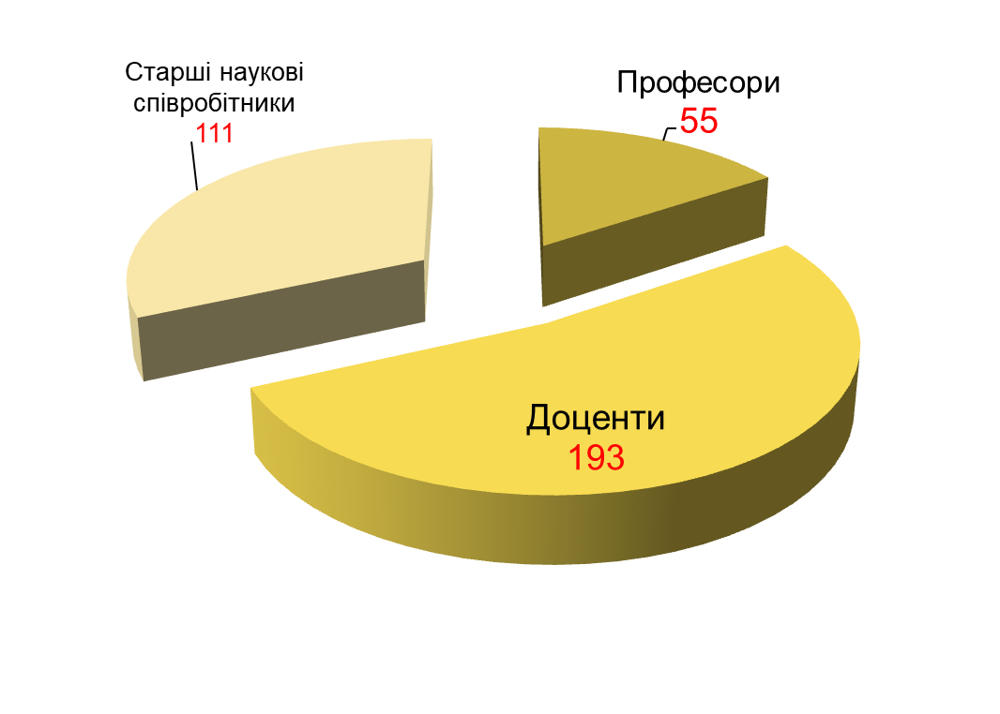 Старші наукові
співробітники
111
Професори
55
Доценти
193